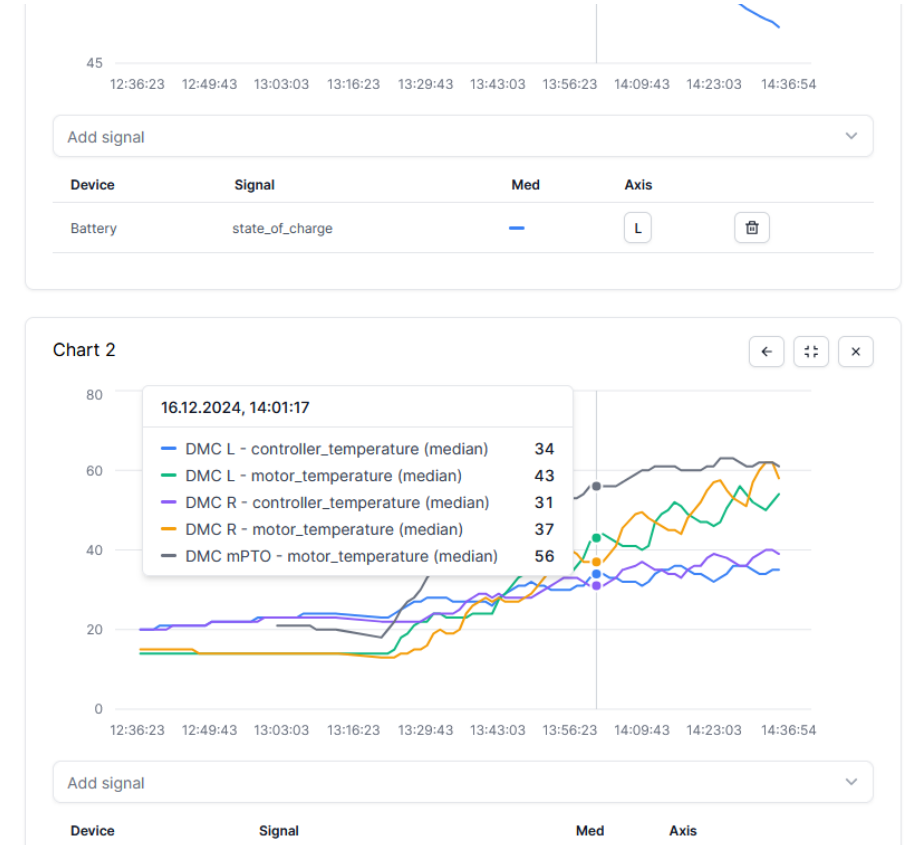 45
12:36:23 12:49:43 13:03:03 13:16:23 13:29:43 13:43:03 13:56:23 14:09:43 14:23:03 14:36:54
Add signal
Device Signal Med Axis
Battery state_of_charge L
Chart 2
80
16.12.2024, 14:01:17
DMC L - controller_temperature (median) 34
60
DMC L - motor_temperature (median) 43
DMC R - controller_temperature (median) 31
DMC R - motor_temperature (median) 37
40
DMC mPTO - motor_temperature (median) 56
20
0
12:36:23 12:49:43 13:03:03 13:16:23 13:29:43 13:43:03 13:56:23 14:09:43 14:23:03 14:36:54
Add signal
Device Signal Med Axis